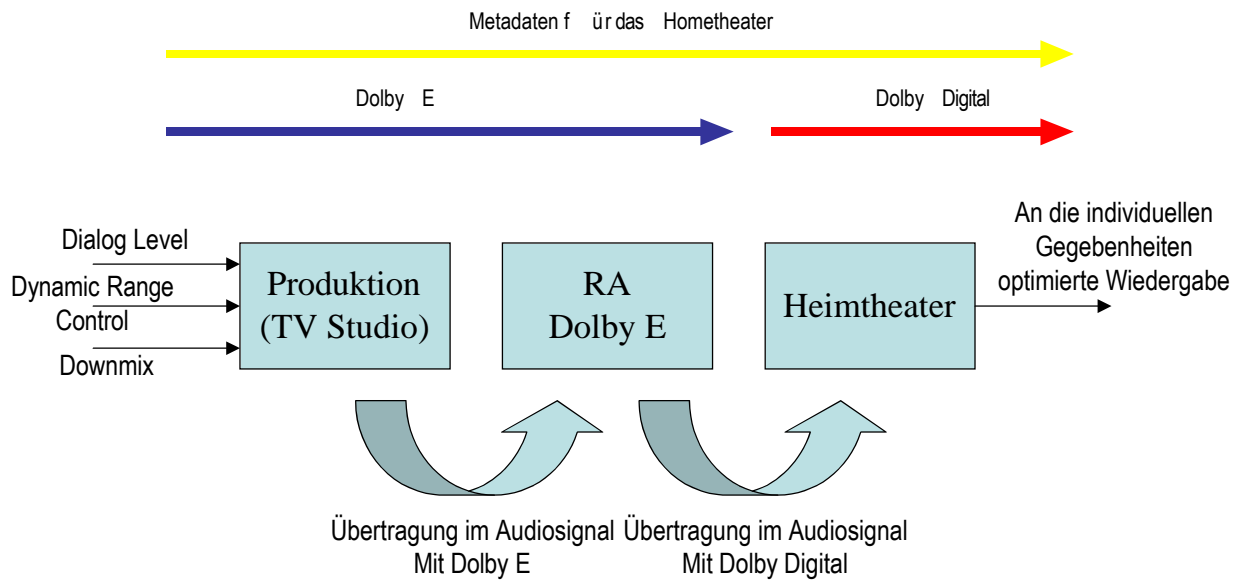 Metadaten f ür das Hometheater
Dolby E
Dolby Digital
Dialog Level
Dynamic Range
Control
Downmix
Produktion
(TV Studio)
RA
Dolby E
Heimtheater
An die individuellen
Gegebenheiten
optimierte Wiedergabe
Übertragung im Audiosignal
Mit Dolby E
Übertragung im Audiosignal
Mit Dolby Digital